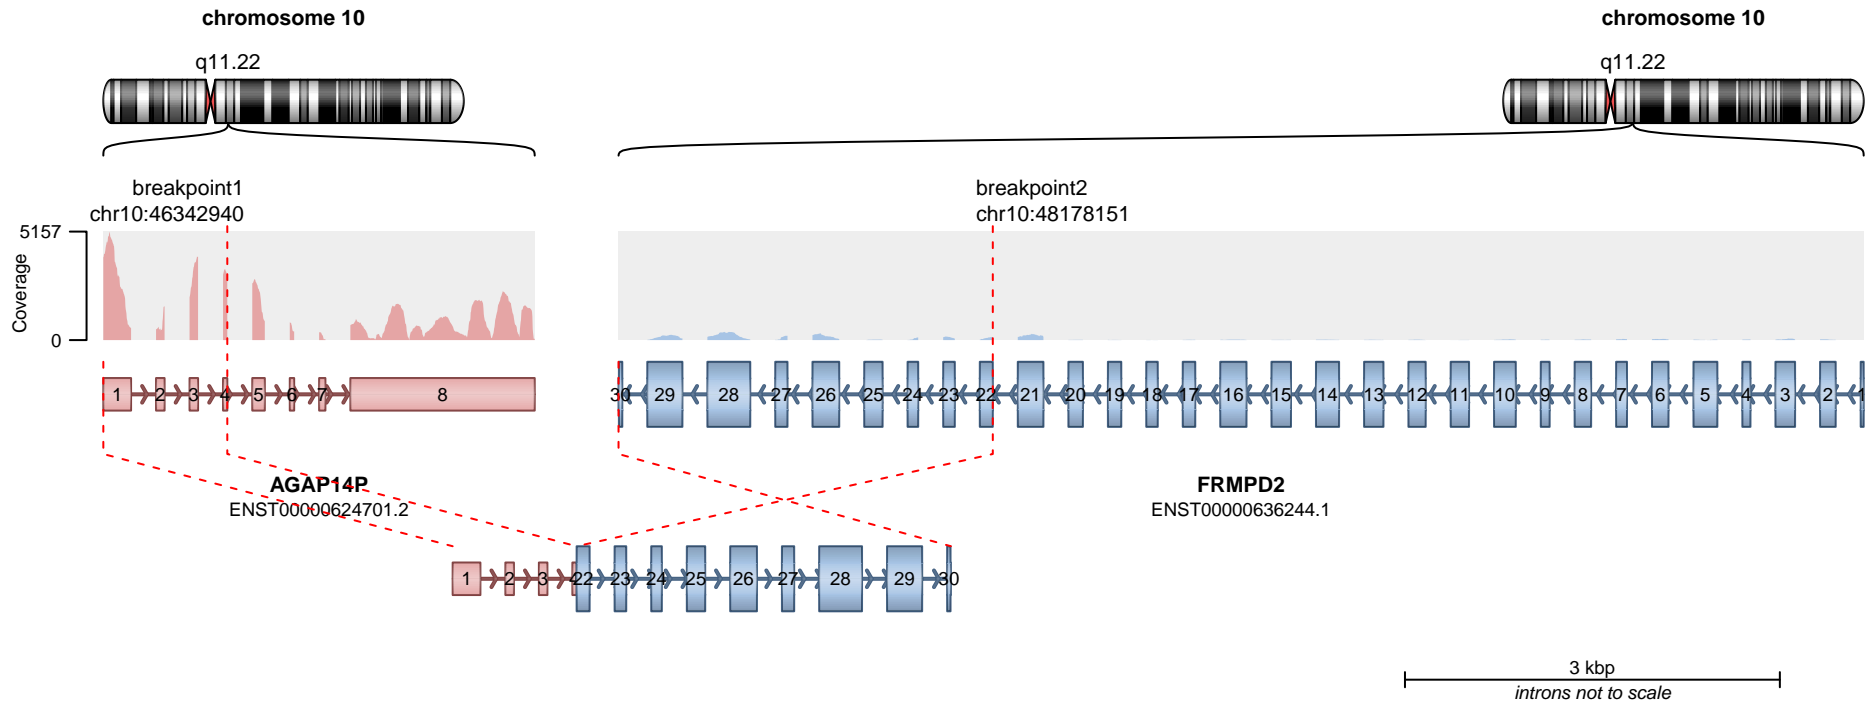 chromosome 10
chromosome 10
q11.22
q11.22
breakpoint1
chr10:46342940
breakpoint2
chr10:48178151
5157
Coverage
0
1 2 3 4 5 6 7 8
30 29 28 27 26 25 24 23 22 21 20 19 18 17 16 15 14 13 12 11 10 9 8 7 6 5 4 3 2 1
AGAP14P
ENST00000624701.2
FRMPD2
ENST00000636244.1
1 2 3 4 22 23 24 25 26 27 28 29 30
3 kbp
introns not to scale